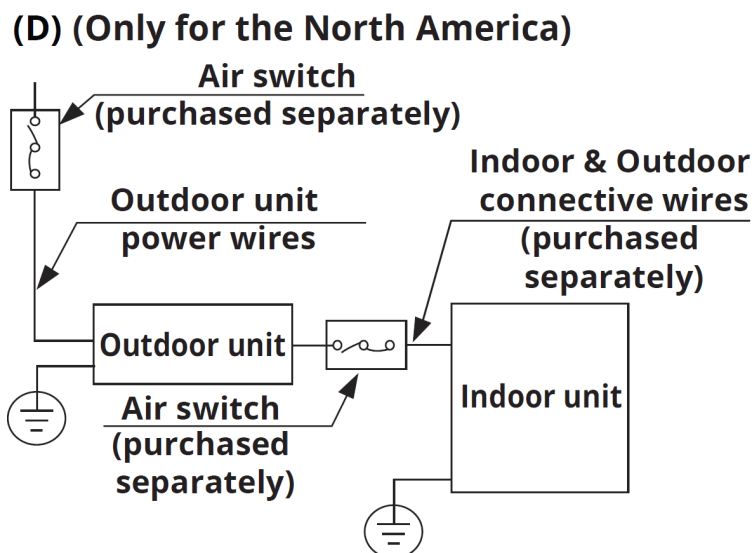 (D) (Only for the North America)
Air switch
(purchased separately)
Indoor & Outdoor
connective wires
(purchased
separately)
Outdoor unit
power wires
Outdoor unit
Indoor unit
Air switch
(purchased
separately)